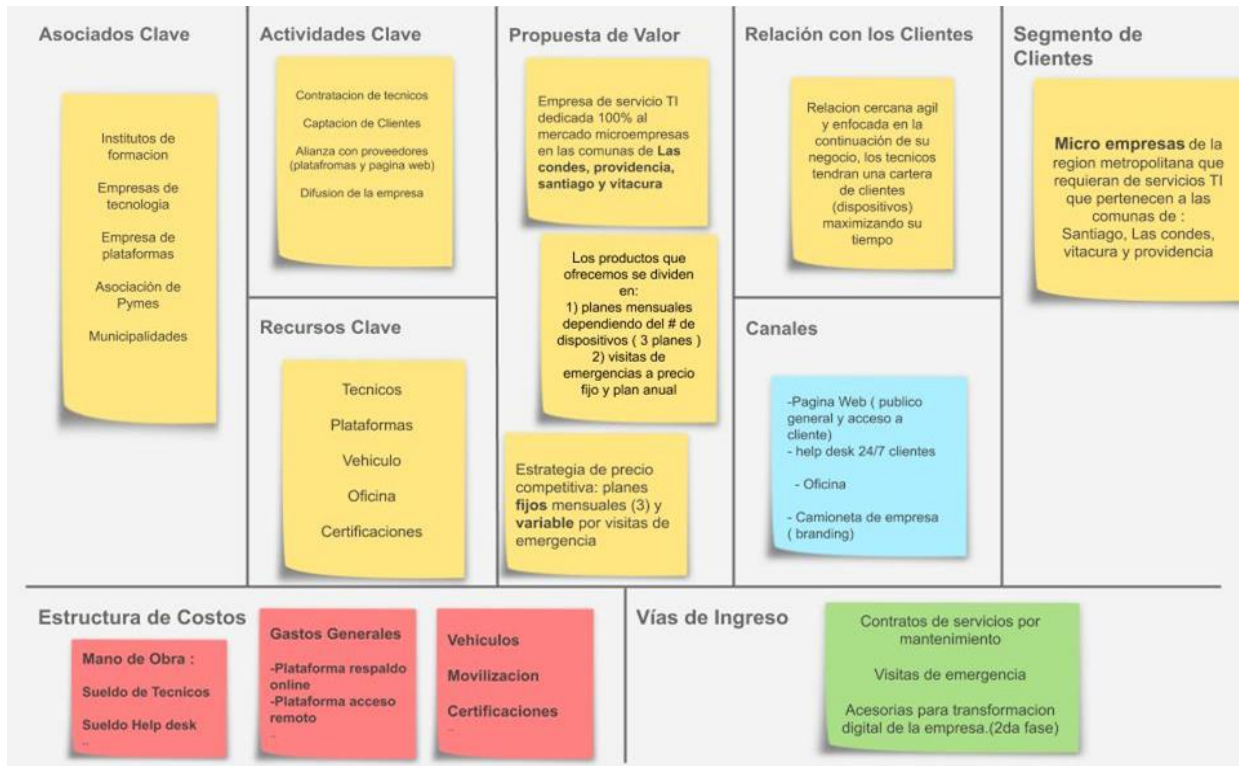 Asociados Clave
Institutos de
formacion
Empresas de
tecnologia
Empresa de
plataformas
Asociación de
Pymes
Municipalidades
Actividades Clave
Contratacion de tecnicos
Captacion de Clientes
Alianza con proveedores
(platafromas y pagina web)
Difusion de la empresa
Recursos Clave
Tecnicos
Plataformas
Vehiculo
Oficina
Certificaciones
Propuesta de Valor
Empresa de servicio TI
dedicada 100% al
mercado microempresas
en las comunas de Las
condes, providencia,
santiago y vitacura
Los productos que
ofrecemos se dividen
en:
1) planes mensuales
dependiendo del # de
dispositivos ( 3 planes )
2) visitas de
emergencias a precio
fijo y plan anual
Estrategia de precio
competitiva: planes
fijos mensuales (3) y
variable por visitas de
emergencia
Relación con los Clientes
Relacion cercana agil
y enfocada en la
continuación de su
negocio, los tecnicos
tendran una cartera
de clientes
(dispositivos)
maximizando su
tiempo
Canales
-Pagina Web ( publico
general y acceso a
cliente)
- help desk 24/7 clientes
- Oficina
- Camioneta de empresa
( branding)
Segmento de
Clientes
Micro empresas de la
region metropolitana que
requieran de servicios TI
que pertenecen a las
comunas de :
Santiago, Las condes,
vitacura y providencia
Estructura de Costos
Mano de Obra :
Sueldo de Tecnicos
Sueldo Help desk
..
Gastos Generales
-Plataforma respaldo
online
-Plataforma acceso
remoto
..
Vehiculos
Movilizacion
Certificaciones
..
Vías de Ingreso
Contratos de servicios por
mantenimiento
Visitas de emergencia
Acesorias para transformacion
digital de la empresa.(2da fase)